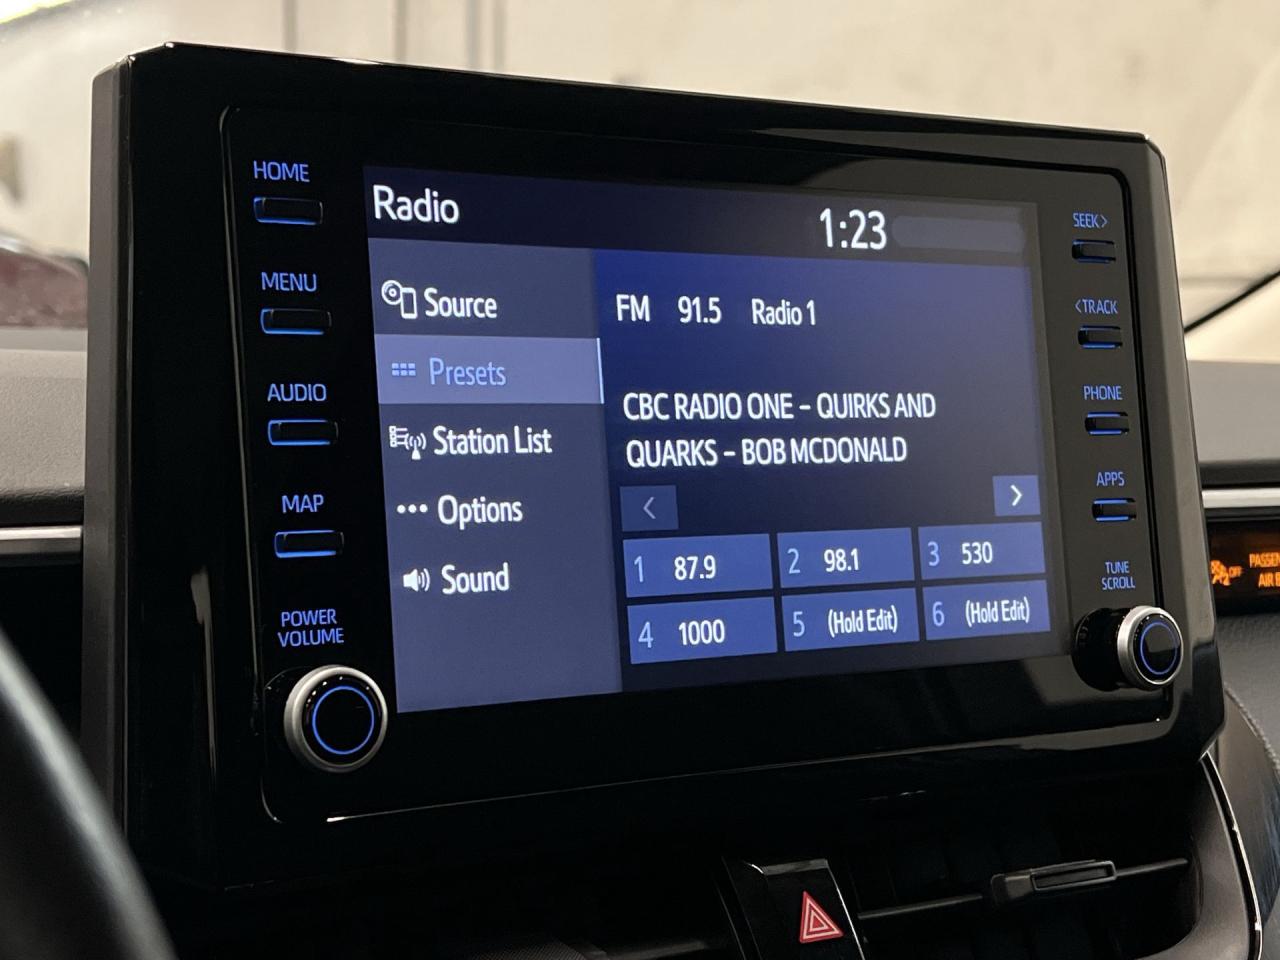 HOME
MENU
AUDIO
MAP
POWER
VOLUME
Radio
1:23
Source
Presets
Station List
Options
Sound
FM 91.5 Radio 1
CBC RADIO ONE - QUIRKS AND
QUARKS - BOB MCDONALD
< >
1 87.9
2 98.1
3 530
4 1000
5 (Hold Edit)
6 (Hold Edit)
SEEK>
<TRACK
PHONE
APPS
TUNE
SCROLL
OFF